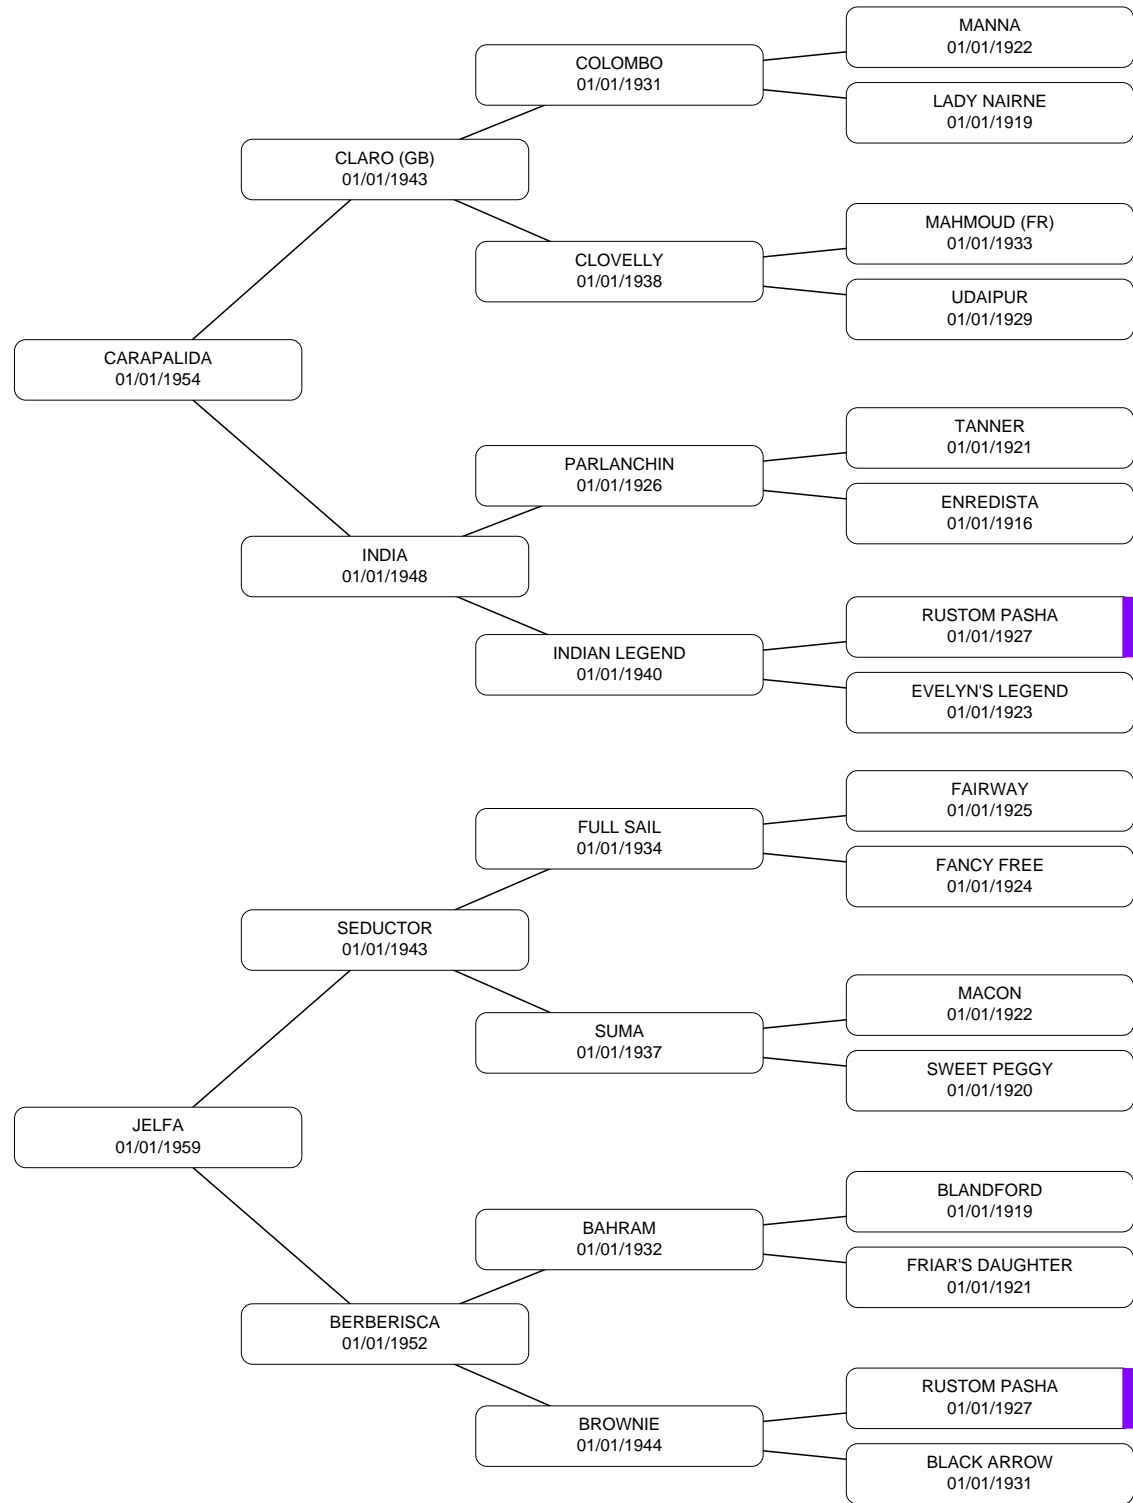 MANNA
01/01/1922
COLOMBO
01/01/1931
LADY NAIRNE
01/01/1919
CLARO (GB)
01/01/1943
MAHMOUD (FR)
01/01/1933
CLOVELLY
01/01/1938
UDAIPUR
01/01/1929
CARAPALIDA
01/01/1954
TANNER
01/01/1921
PARLANCHIN
01/01/1926
ENREDISTA
01/01/1916
INDIA
01/01/1948
RUSTOM PASHA
01/01/1927
INDIAN LEGEND
01/01/1940
EVELYN'S LEGEND
01/01/1923
FAIRWAY
01/01/1925
FULL SAIL
01/01/1934
FANCY FREE
01/01/1924
SEDUCTOR
01/01/1943
MACON
01/01/1922
SUMA
01/01/1937
SWEET PEGGY
01/01/1920
JELFA
01/01/1959
BLANDFORD
01/01/1919
BAHRAM
01/01/1932
FRIAR'S DAUGHTER
01/01/1921
BERBERISCA
01/01/1952
RUSTOM PASHA
01/01/1927
BROWNIE
01/01/1944
BLACK ARROW
01/01/1931